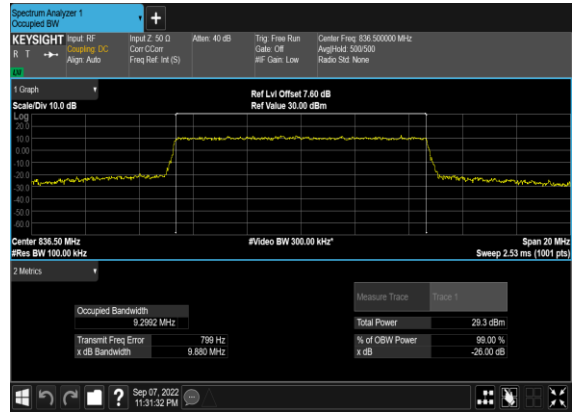 Spectrum Analyzer 1
Occupied BW
+
KEYSIGHT Input: RF Input Z: 50 Ω Atten: 40 dB Trig: Free Run Center Freq: 836.500000 MHz
R T Coupling: DC Corr CCorr Gate: Off Avg|Hold: 500/500
Align: Auto Freq Ref: Int (S) #IF Gain: Low Radio Std: None
LW
1 Graph
Ref Lvl Offset 7.60 dB
Scale/Div 10.0 dB Ref Value 30.00 dBm
Log
20.0
10.0
0.00
-10.0
-20.0
-30.0
-40.0
-50.0
-60.0
Center 836.50 MHz #Video BW 300.00 kHz* Span 20 MHz
#Res BW 100.00 kHz Sweep 2.53 ms (1001 pts)
2 Metrics
Measure Trace Trace 1
Occupied Bandwidth
9.2992 MHz Total Power 29.3 dBm
Transmit Freq Error 799 Hz % of OBW Power 99.00 %
x dB Bandwidth 9.880 MHz x dB -26.00 dB
? Sep 07, 2022
11:31:32 PM